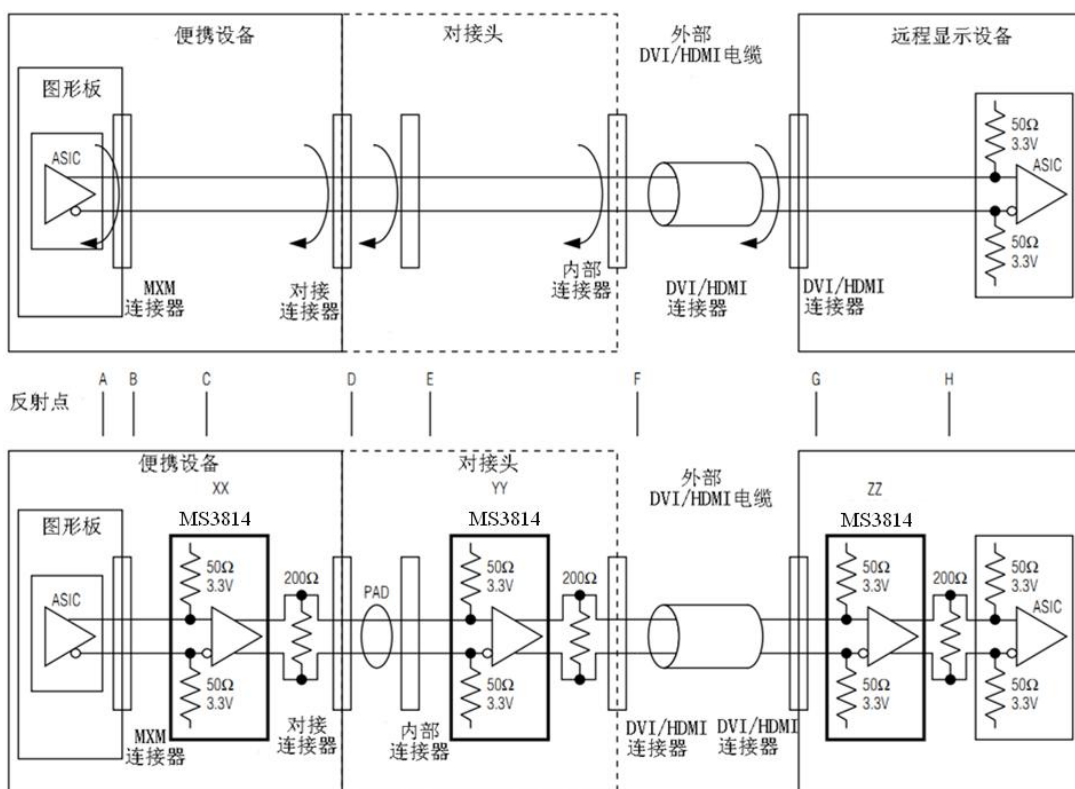 便携设备
对接头
外部
DVI/HDMI电缆
远程显示设备
图形板
ASIC
50Ω
3.3V
ASIC
50Ω
3.3V
MXM
连接器
对接
连接器
内部
连接器
DVI/HDMI
连接器
DVI/HDMI
连接器
反射点
A
B
C
D
E
F
G
H
便携设备
对接头
外部
DVI/HDMI电缆
XX
YY
ZZ
MS3814
MS3814
MS3814
图形板
ASIC
50Ω
3.3V
50Ω
3.3V
200Ω
PAD
50Ω
3.3V
50Ω
3.3V
200Ω
50Ω
3.3V
50Ω
3.3V
200Ω
50Ω
3.3V
ASIC
50Ω
3.3V
MXM
连接器
对接
连接器
内部
连接器
DVI/HDMI
连接器
DVI/HDMI
连接器